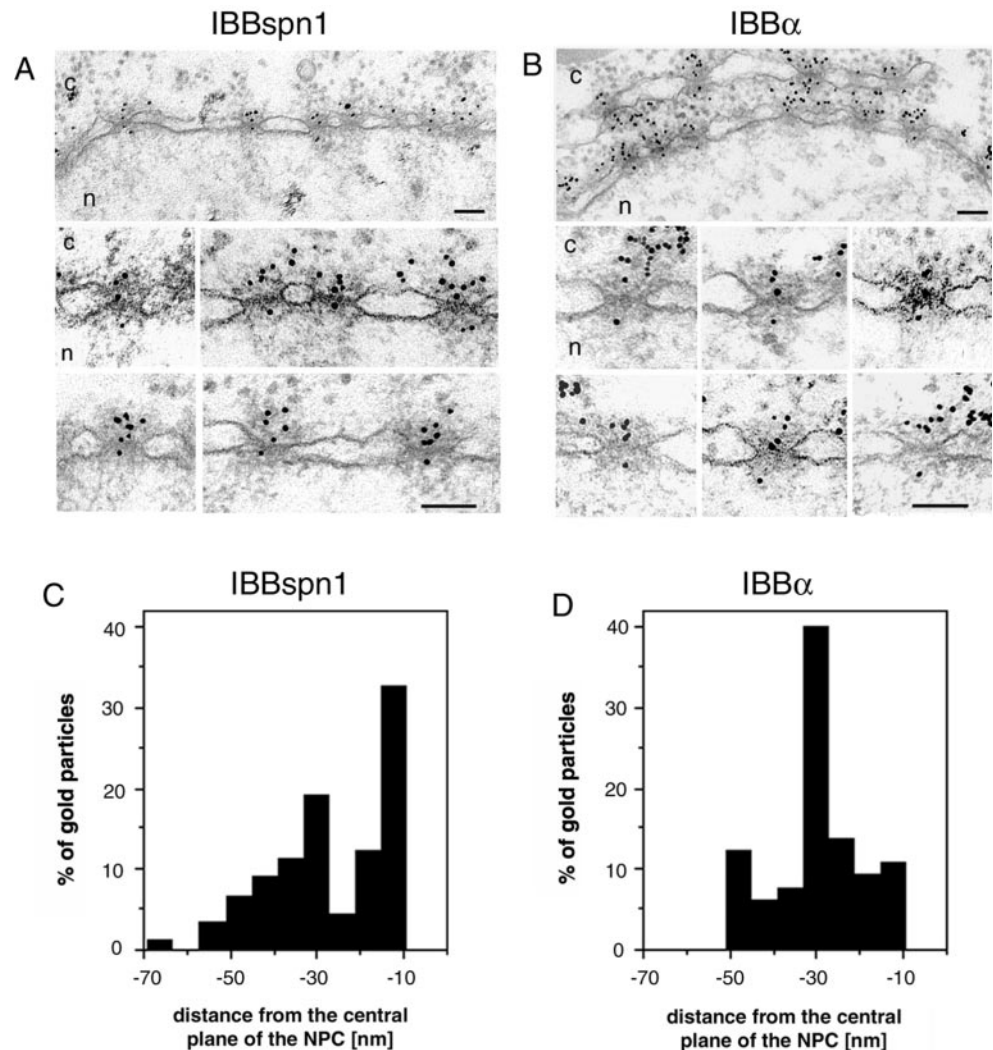 IBBspn1
IBBα
A
c
n
c
n
B
c
n
c
n
C
IBBspn1
% of gold particles
40
30
20
10
0
-70
-50
-30
-10
distance from the central
plane of the NPC [nm]
D
IBBα
% of gold particles
40
30
20
10
0
-70
-50
-30
-10
distance from the central
plane of the NPC [nm]